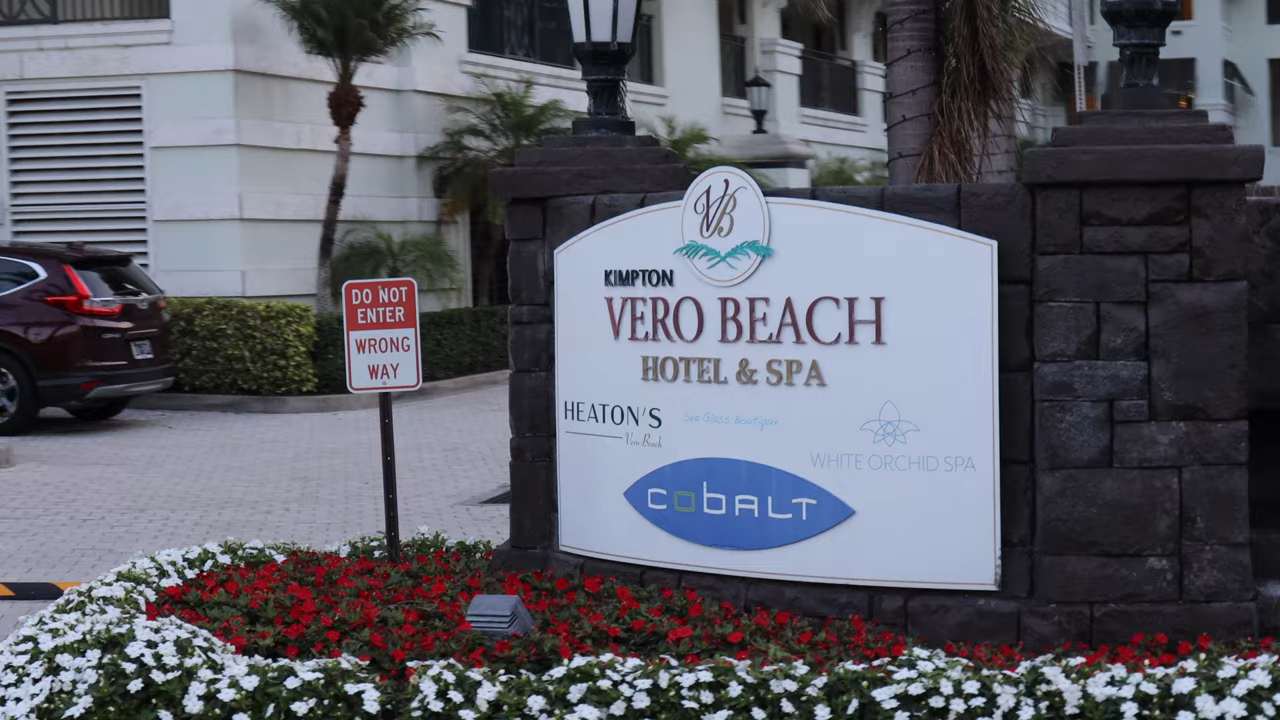 DO NOT
ENTER
WRONG
WAY
VB
KIMPTON
VERO BEACH
HOTEL & SPA
HEATON'S
Vero Beach
Sea Glass Boutique
WHITE ORCHID SPA
cobALT